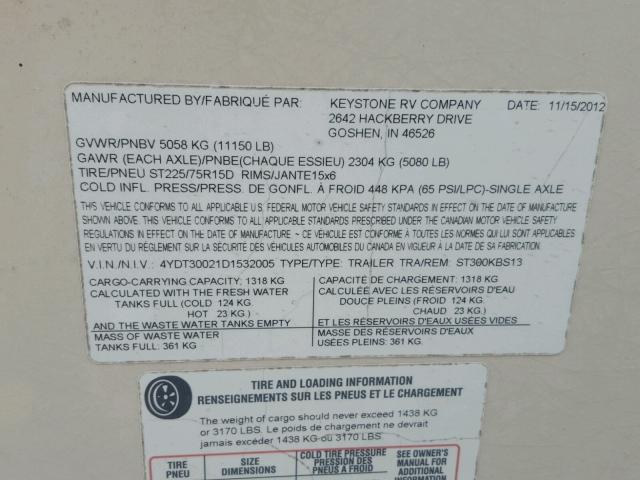 MANUFACTURED BY/FABRIQUÉ PAR: KEYSTONE RV COMPANY DATE: 11/15/2012
2642 HACKBERRY DRIVE
GOSHEN, IN 46526
GVWR/PNBV 5058 KG (11150 LB)
GAWR (EACH AXLE)/PNBE(CHAQUE ESSIEU) 2304 KG (5080 LB)
TIRE/PNEU ST225/75R15D RIMS/JANTE15x6
COLD INFL. PRESS/PRESS. DE GONFL. À FROID 448 KPA (65 PSI/LPC)-SINGLE AXLE
THIS VEHICLE CONFORMS TO ALL APPLICABLE U.S. FEDERAL MOTOR VEHICLE SAFETY STANDARDS IN EFFECT ON THE DATE OF MANUFACTURE
SHOWN ABOVE. THIS VEHICLE CONFORMS TO ALL APPLICABLE STANDARDS PRESCRIBED UNDER THE CANADIAN MOTOR VEHICLE SAFETY
REGULATIONS IN EFFECT ON THE DATE OF MANUFACTURE ~ CE VÉHICULE EST CONFORME À TOUTES LES NORMES QUI LUI SONT APPLICABLES
EN VERTU DU RÈGLEMENT SUR LA SÉCURITÉ DES VÉHICULES AUTOMOBILES DU CANADA EN VIGUEUR À LA DATE DE SA FABRICATION.
V.I.N./N.I.V.: 4YDT30021D1532005 TYPE/TYPE: TRAILER TRA/REM: ST300KBS13
CARGO-CARRYING CAPACITY: 1318 KG
CALCULATED WITH THE FRESH WATER
TANKS FULL (COLD 124 KG.
HOT 23 KG.)
AND THE WASTE WATER TANKS EMPTY
MASS OF WASTE WATER
TANKS FULL: 361 KG
CAPACITÉ DE CHARGEMENT: 1318 KG
CALCULÉE AVEC LES RÉSERVOIRS D'EAU
DOUCE PLEINS (FROID 124 KG.
CHAUD 23 KG.)
ET LES RÉSERVOIRS D'EAUX USÉES VIDES
MASSE DES RÉSERVOIRS D'EAUX
USÉES PLEINS: 361 KG.
TIRE AND LOADING INFORMATION
RENSEIGNEMENTS SUR LES PNEUS ET LE CHARGEMENT
The weight of cargo should never exceed 1438 KG
or 3170 LBS. Le poids de chargement ne devrait
jamais excéder 1438 KG ou 3170 LBS
TIRE
PNEU
SIZE
DIMENSIONS
COLD TIRE PRESSURE
PRESSION DES
PNEUS À FROID
SEE OWNER'S
MANUAL FOR
ADDITIONAL
INFORMATION